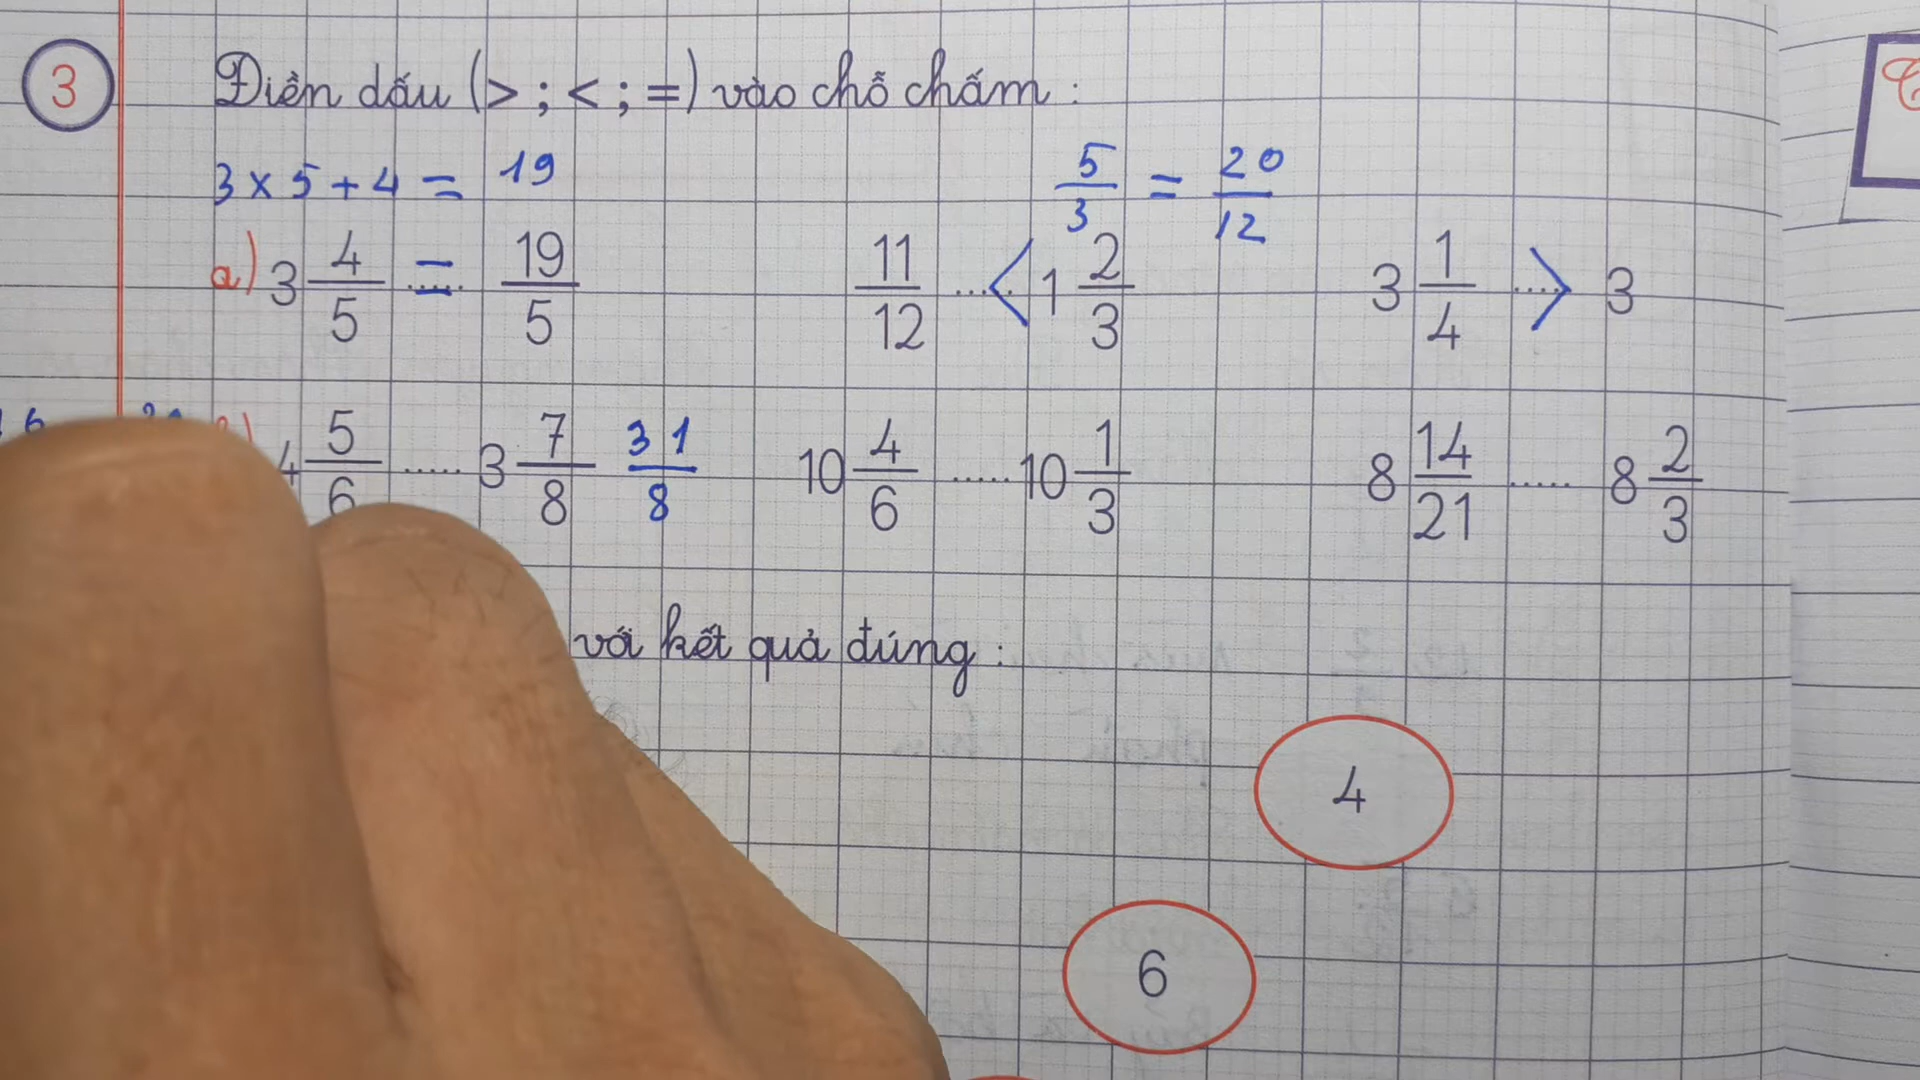 3 Điền dấu (> ; < ; =) vào chỗ chấm :
3 x 5 + 4 = 19
5/3 = 20/12
a) 3 4/5 ..=.. 19/5
11/12 ..<.. 1 2/3
3 1/4 ..>.. 3
4 5/6 ..... 3 7/8 31/8
10 4/6 ..... 10 1/3
8 14/21 ..... 8 2/3
với kết quả đúng :
4
6